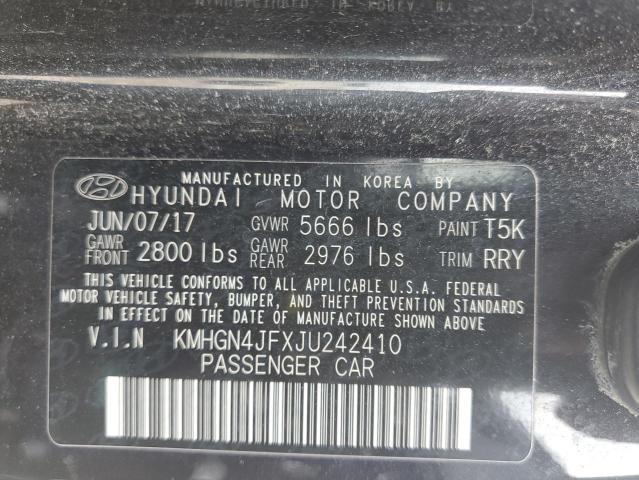 MANUFACTURED IN KOREA BY
HYUNDAI MOTOR COMPANY
JUN/07/17 GVWR 5666 lbs PAINT T5K
GAWR FRONT 2800 lbs GAWR REAR 2976 lbs TRIM RRY
THIS VEHICLE CONFORMS TO ALL APPLICABLE U.S.A. FEDERAL
MOTOR VEHICLE SAFETY, BUMPER, AND THEFT PREVENTION STANDARDS
IN EFFECT ON THE DATE OF MANUFACTURE SHOWN ABOVE.
V.I.N KMHGN4JFXJU242410
PASSENGER CAR